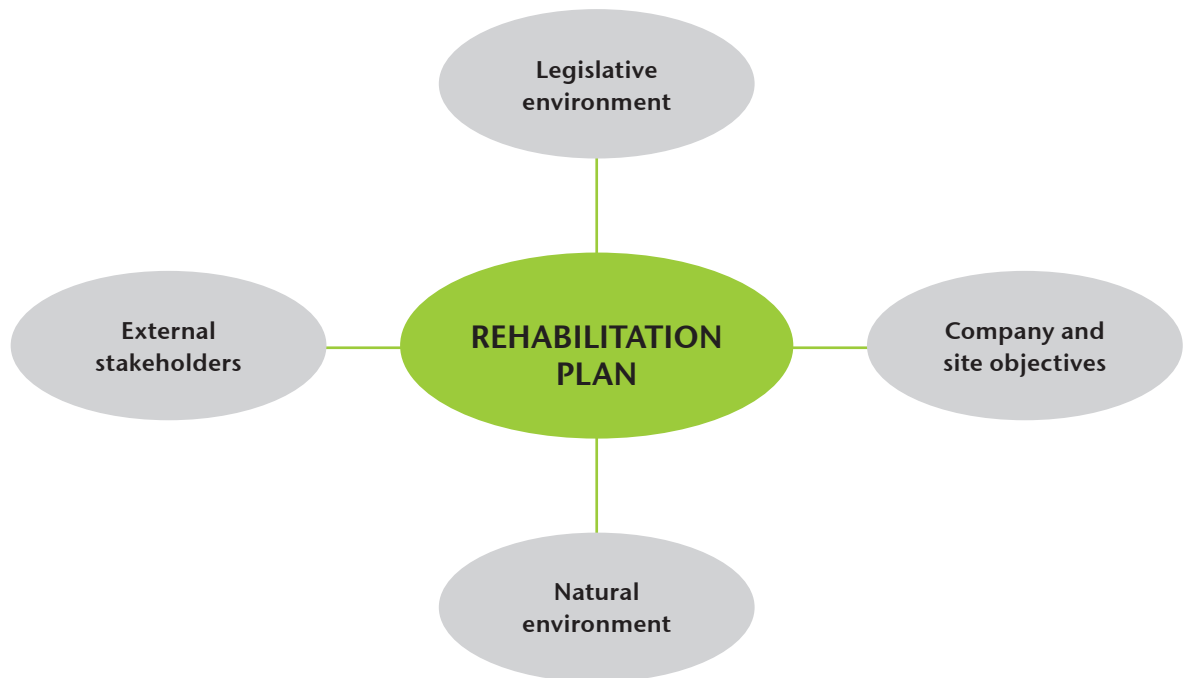 Legislative
environment
External
stakeholders
REHABILITATION
PLAN
Company and
site objectives
Natural
environment